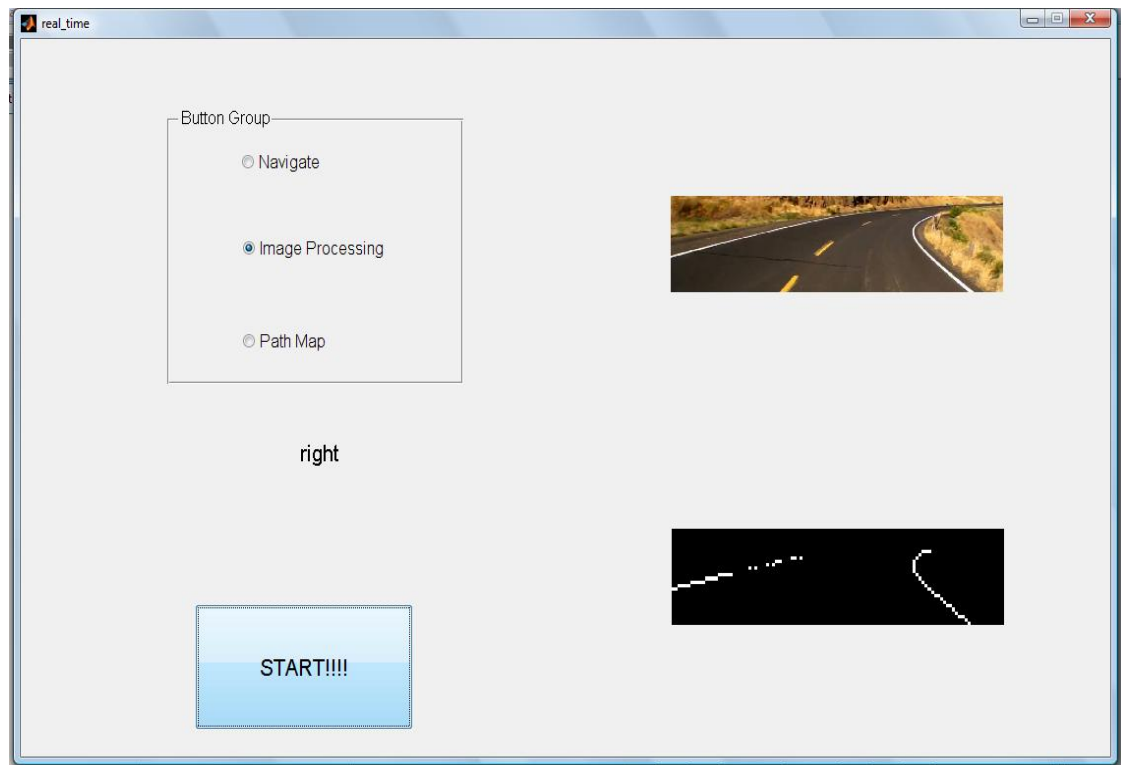 real_time
Button Group
Navigate
Image Processing
Path Map
right
START!!!!